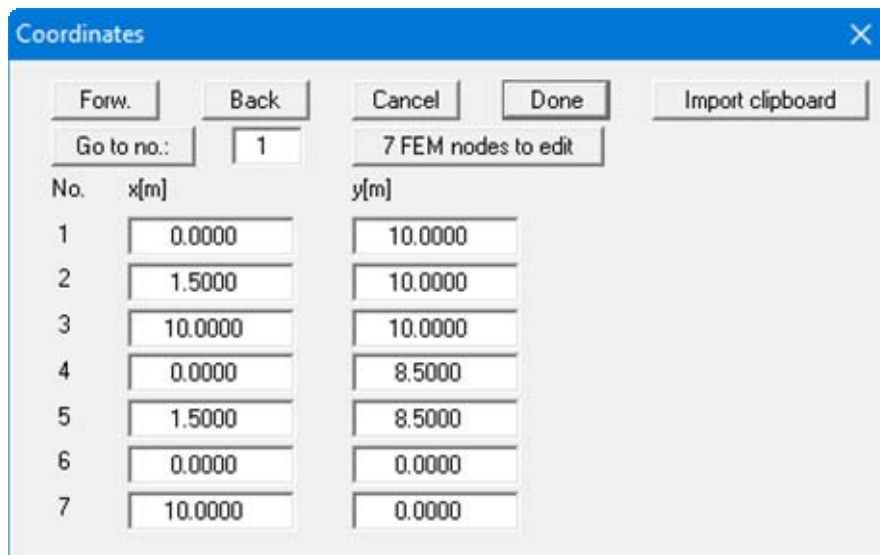 Coordinates
Forw. Back Cancel Done Import clipboard
Go to no.: 1 7 FEM nodes to edit
No. x[m] y[m]
1 0.0000 10.0000
2 1.5000 10.0000
3 10.0000 10.0000
4 0.0000 8.5000
5 1.5000 8.5000
6 0.0000 0.0000
7 10.0000 0.0000